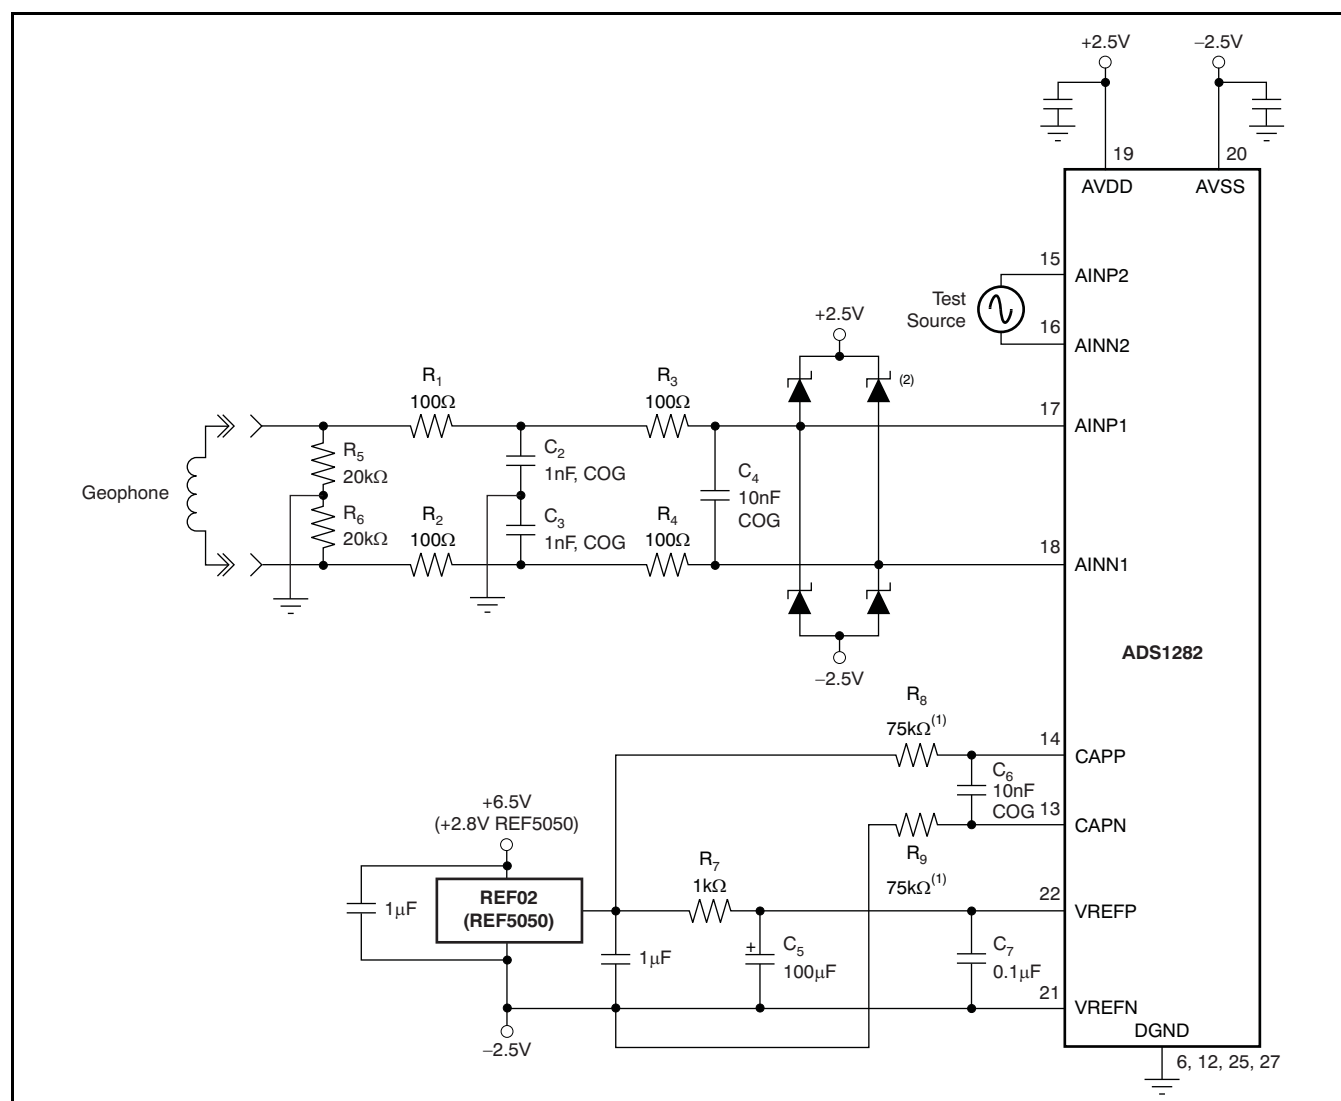 +2.5V
−2.5V
19
20
AVDD
AVSS
15
AINP2
Test
Source
16
AINN2
+2.5V
(2)
R1
100Ω
R3
100Ω
17
AINP1
R5
20kΩ
C2
1nF, COG
C4
10nF
COG
Geophone
R6
20kΩ
R2
100Ω
C3
1nF, COG
R4
100Ω
18
AINN1
−2.5V
ADS1282
R8
75kΩ(1)
14
CAPP
C6
10nF
COG
13
CAPN
R9
75kΩ(1)
+6.5V
(+2.8V REF5050)
R7
1kΩ
1μF
REF02
(REF5050)
22
VREFP
1μF
+
C5
100μF
C7
0.1μF
21
VREFN
−2.5V
DGND
6, 12, 25, 27